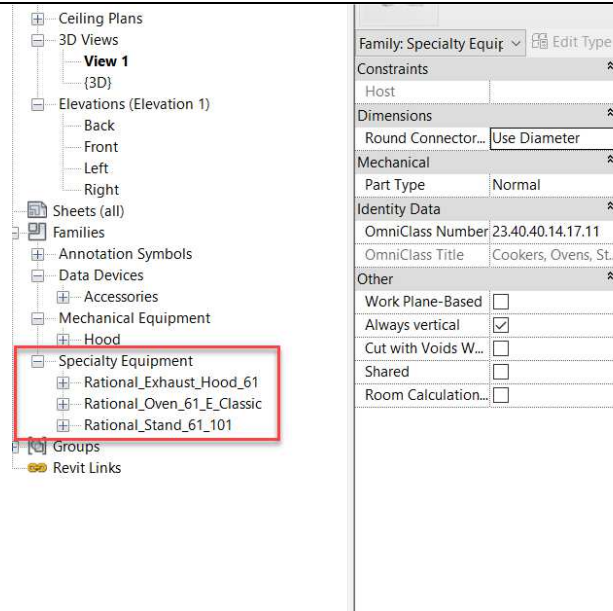 Ceiling Plans
3D Views
View 1
{3D}
Elevations (Elevation 1)
Back
Front
Left
Right
Sheets (all)
Families
Annotation Symbols
Data Devices
Accessories
Mechanical Equipment
Hood
Specialty Equipment
Rational_Exhaust_Hood_61
Rational_Oven_61_E_Classic
Rational_Stand_61_101
Groups
Revit Links
Family: Specialty Equip Edit Type
Constraints
Host
Dimensions
Round Connector... Use Diameter
Mechanical
Part Type Normal
Identity Data
OmniClass Number 23.40.40.14.17.11
OmniClass Title Cookers, Ovens, St...
Other
Work Plane-Based
Always vertical
Cut with Voids W...
Shared
Room Calculation...